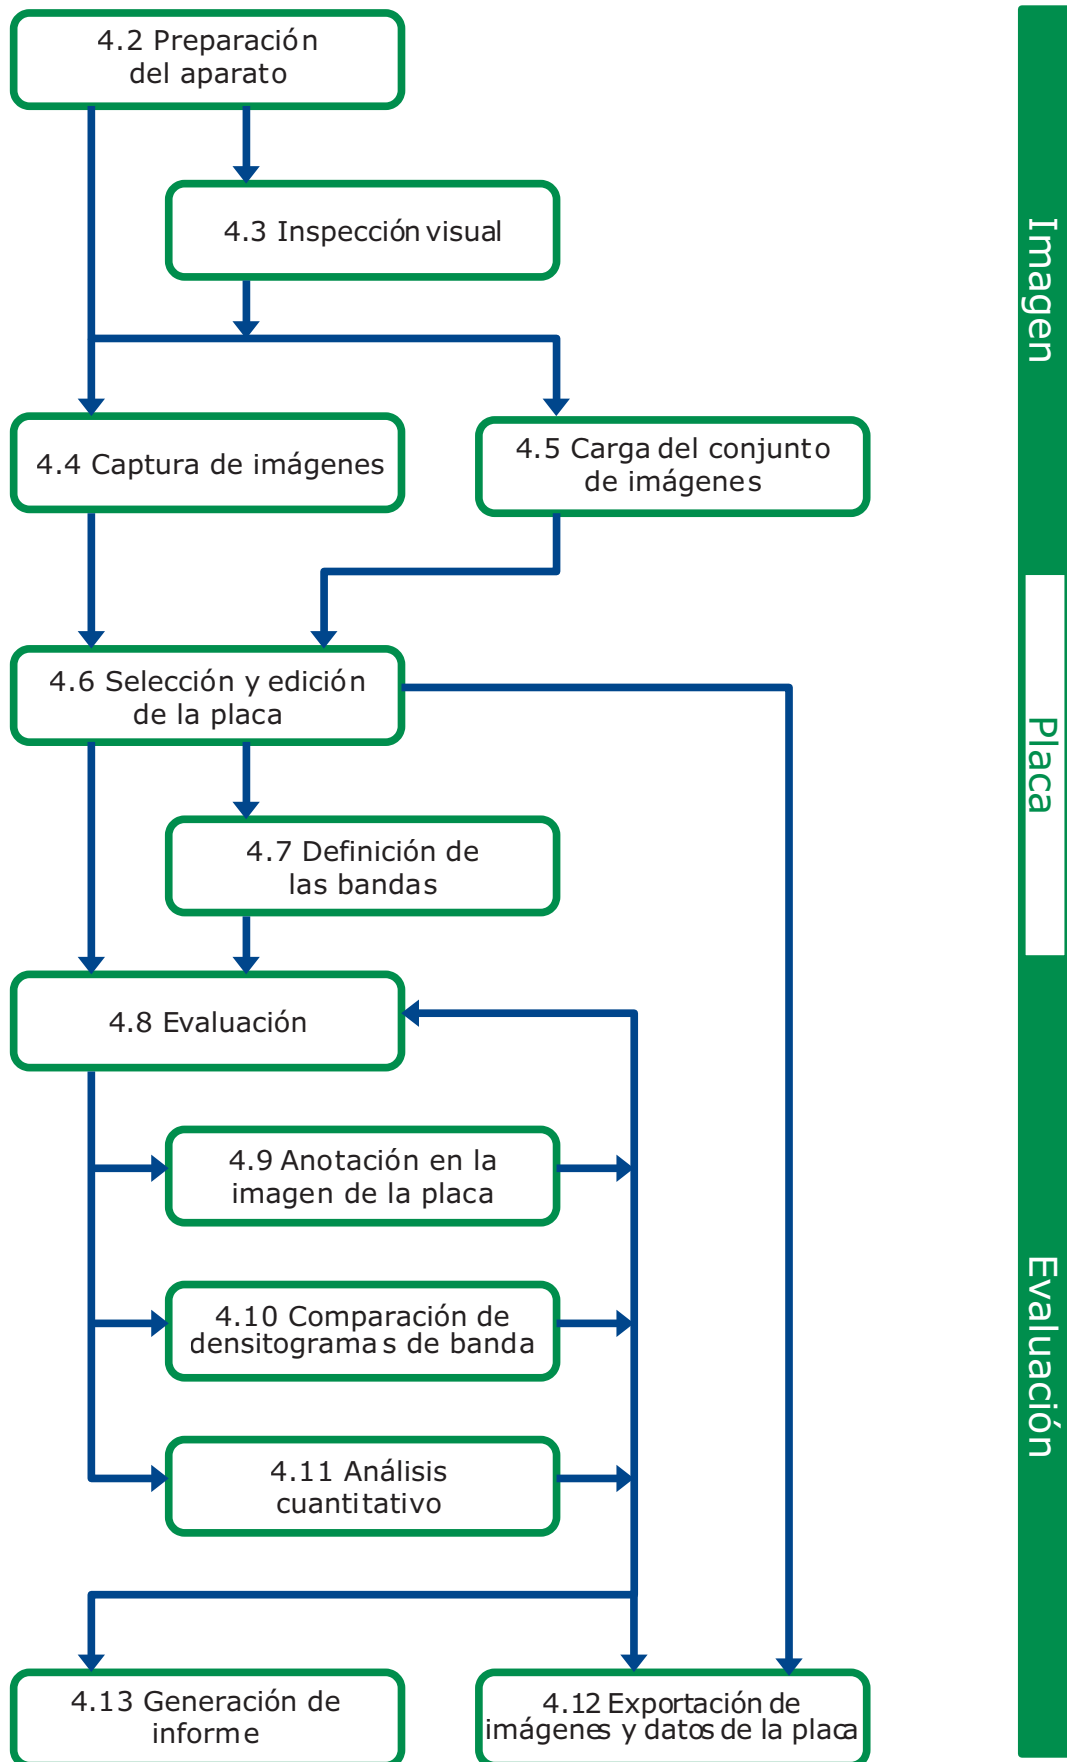 4.2 Preparación
del aparato
4.3 Inspección visual
4.4 Captura de imágenes
4.5 Carga del conjunto
de imágenes
4.6 Selección y edición
de la placa
4.7 Definición de
las bandas
4.8 Evaluación
4.9 Anotación en la
imagen de la placa
4.10 Comparación de
densitogramas de banda
4.11 Análisis
cuantitativo
4.13 Generación de
informe
4.12 Exportación de
imágenes y datos de la placa
Imagen
Placa
Evaluación